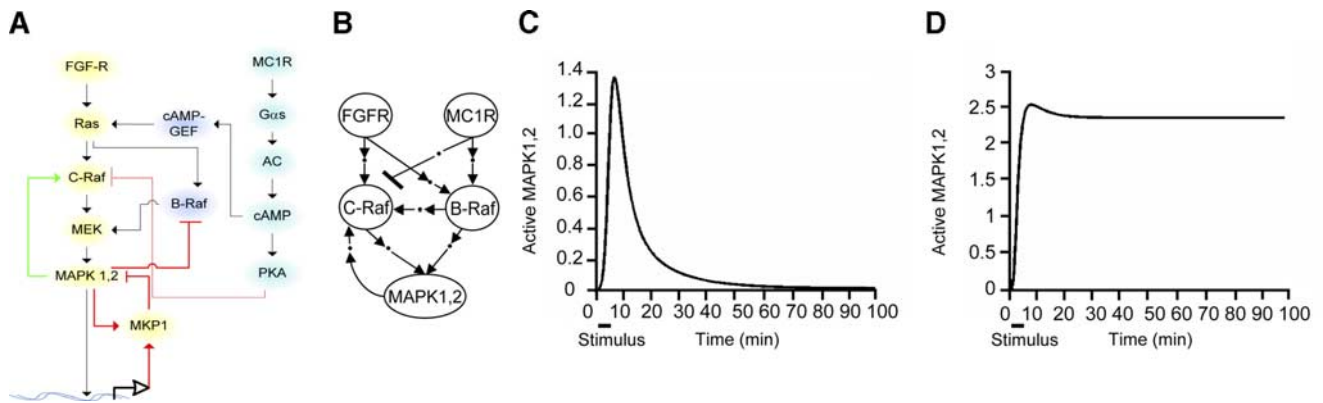 A
FGF-R
MC1R
Ras
cAMP-
GEF
Gαs
C-Raf
AC
B-Raf
MEK
cAMP
MAPK 1,2
PKA
MKP1
B
FGFR
MC1R
C-Raf
B-Raf
MAPK1,2
C
Active MAPK1,2
1.4
1.2
1.0
0.8
0.6
0.4
0.2
0
0 10 20 30 40 50 60 70 80 90 100
Stimulus
Time (min)
D
Active MAPK1,2
3
2.5
2
1.5
1
0.5
0
0 10 20 30 40 50 60 70 80 90 100
Stimulus
Time (min)